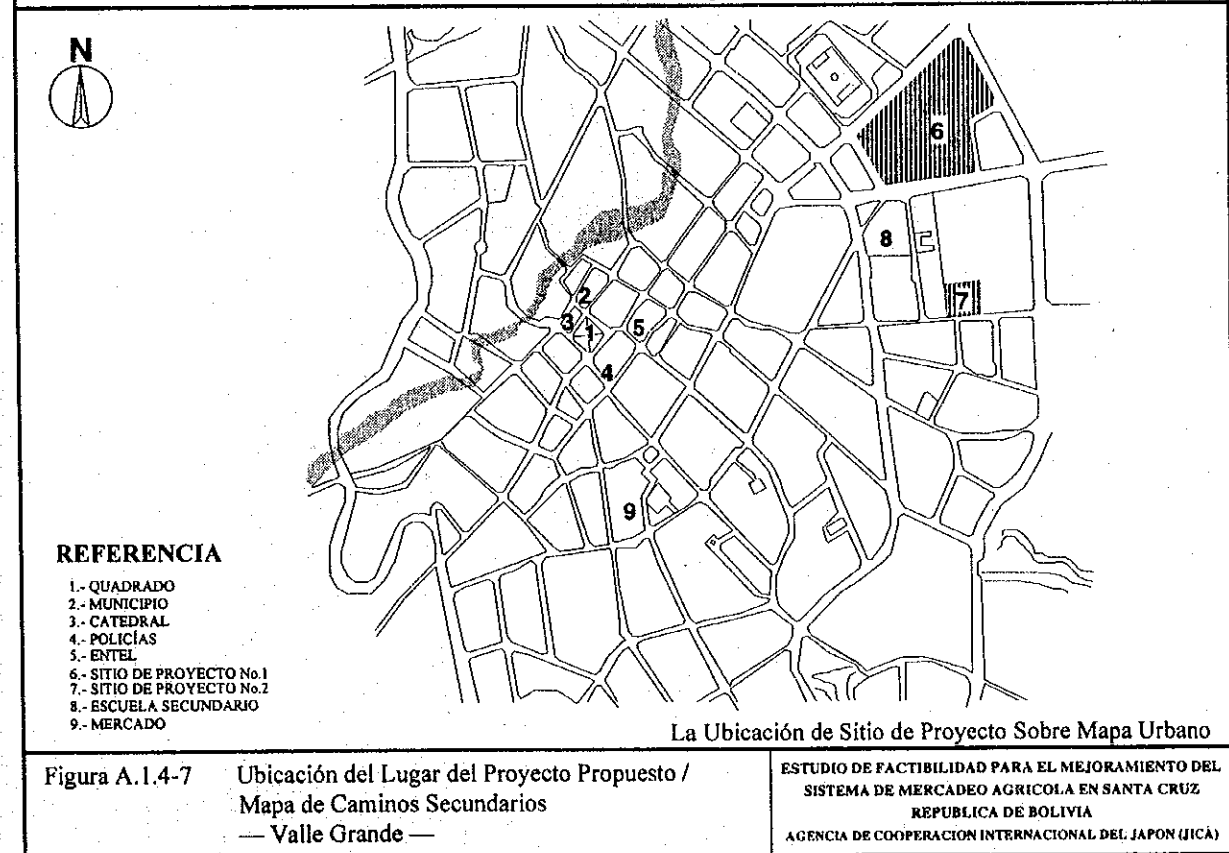 N
6
8
7
2
3
1
5
4
9
REFERENCIA
1.- QUADRADO
2.- MUNICIPIO
3.- CATEDRAL
4.- POLICÍAS
5.- ENTEL
6.- SITIO DE PROYECTO No.1
7.- SITIO DE PROYECTO No.2
8.- ESCUELA SECUNDARIO
9.- MERCADO
La Ubicación de Sitio de Proyecto Sobre Mapa Urbano
Figura A.1.4-7 Ubicación del Lugar del Proyecto Propuesto /
Mapa de Caminos Secundarios
— Valle Grande —
ESTUDIO DE FACTIBILIDAD PARA EL MEJORAMIENTO DEL
SISTEMA DE MERCADEO AGRICOLA EN SANTA CRUZ
REPUBLICA DE BOLIVIA
AGENCIA DE COOPERACION INTERNACIONAL DEL JAPON (JICA)